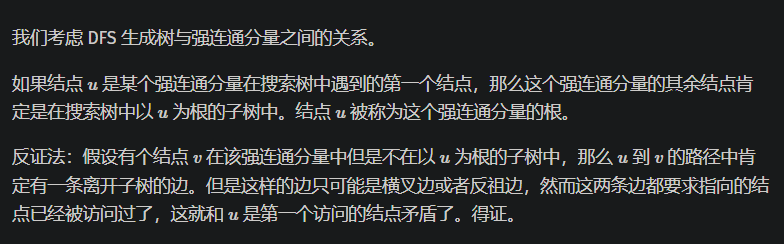 我们考虑 DFS 生成树与强连通分量之间的关系。
如果结点 u 是某个强连通分量在搜索树中遇到的第一个结点，那么这个强连通分量的其余结点肯
定是在搜索树中以 u 为根的子树中。结点 u 被称为这个强连通分量的根。
反证法：假设有个结点 v 在该强连通分量中但是不在以 u 为根的子树中，那么 u 到 v 的路径中肯
定有一条离开子树的边。但是这样的边只可能是横叉边或者反祖边，然而这两条边都要求指向的结
点已经被访问过了，这就和 u 是第一个访问的结点矛盾了。得证。